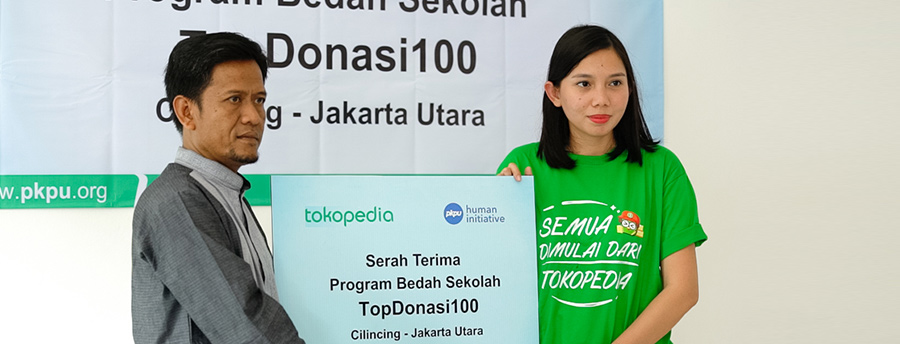 Program Bedah Sekolah
Donasi100
- Jakarta Utara
www.pkpu.org
tokopedia
pkpu human
initiative
Serah Terima
Program Bedah Sekolah
TopDonasi100
Cilincing - Jakarta Utara
SEMUA
DIMULAI DARI
TOKOPEDIA